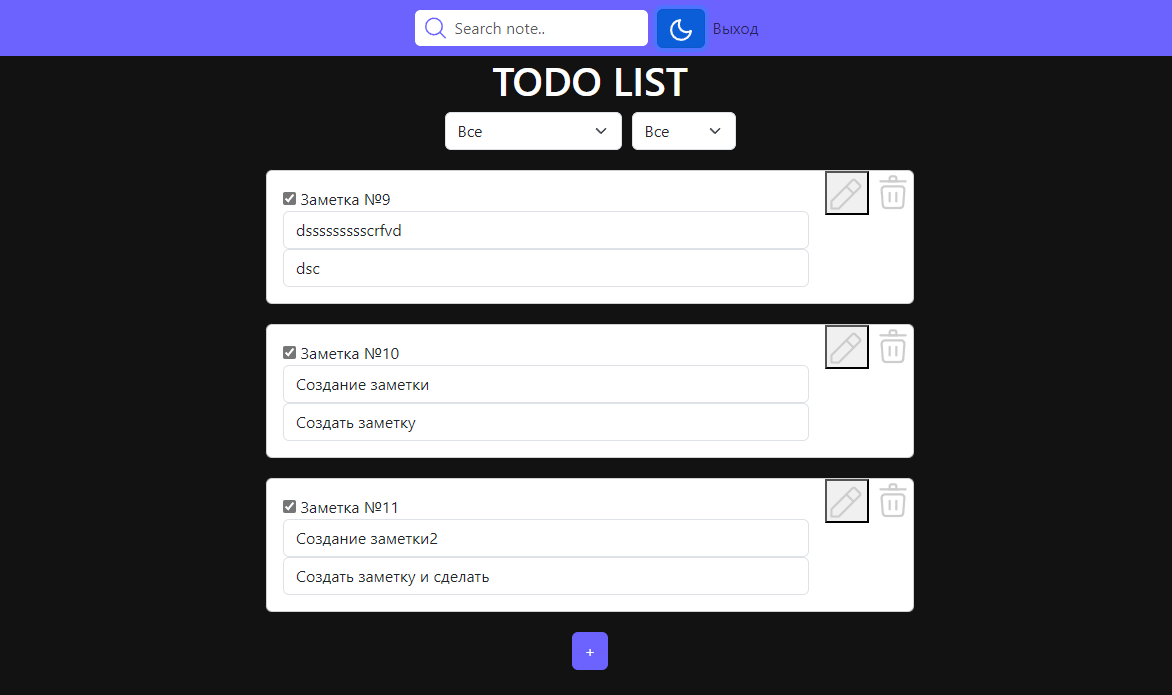 Search note..
Выход
TODO LIST
Все
Все
Заметка №9
dssssssssscrfvd
dsc
Заметка №10
Создание заметки
Создать заметку
Заметка №11
Создание заметки2
Создать заметку и сделать
+